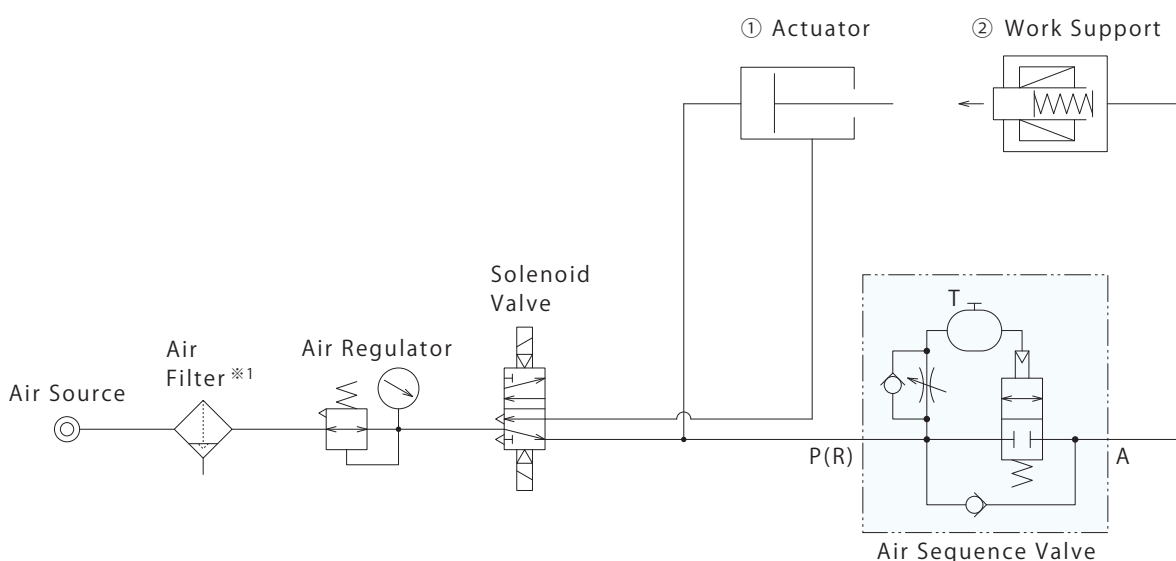 ① Actuator
② Work Support
Solenoid
Valve
T
Air
Filter ※1
Air Regulator
Air Source
P(R)
A
Air Sequence Valve